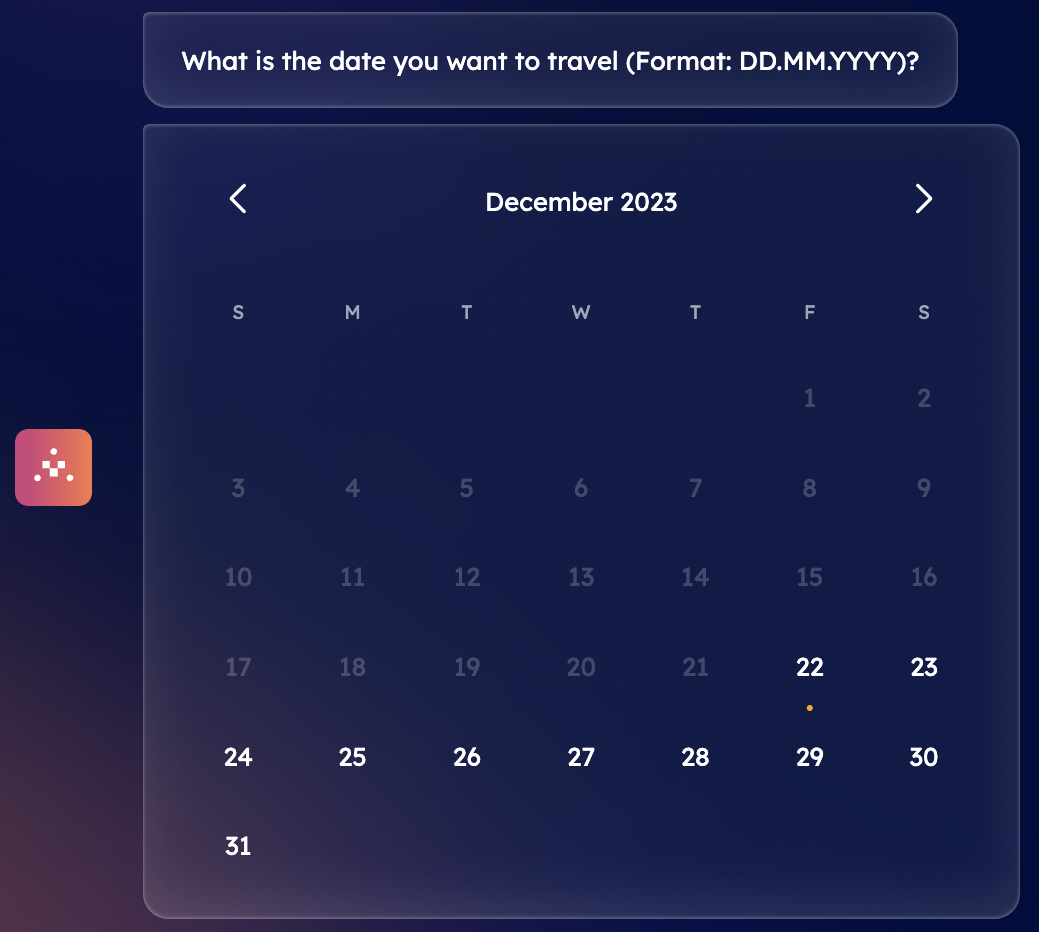 What is the date you want to travel (Format: DD.MM.YYYY)?
December 2023
S M T W T F S
1 2
3 4 5 6 7 8 9
10 11 12 13 14 15 16
17 18 19 20 21 22 23
24 25 26 27 28 29 30
31